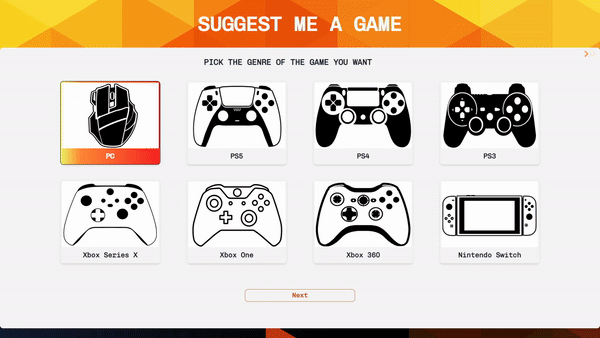 SUGGEST ME A GAME
PICK THE GENRE OF THE GAME YOU WANT
PC
PS5
PS4
PS3
Xbox Series X
Xbox One
Xbox 360
Nintendo Switch
Next